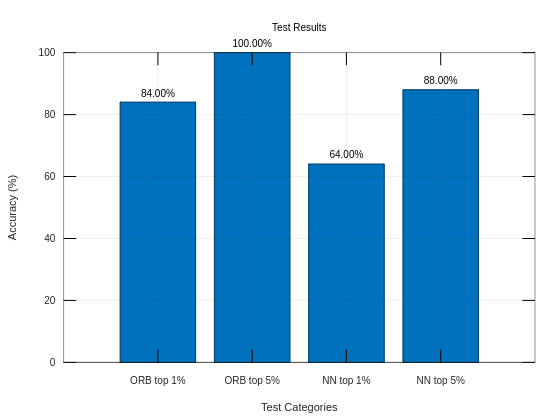 Test Results
100.00%
84.00%
64.00%
88.00%
100
80
60
40
20
0
Accuracy (%)
ORB top 1%
ORB top 5%
NN top 1%
NN top 5%
Test Categories